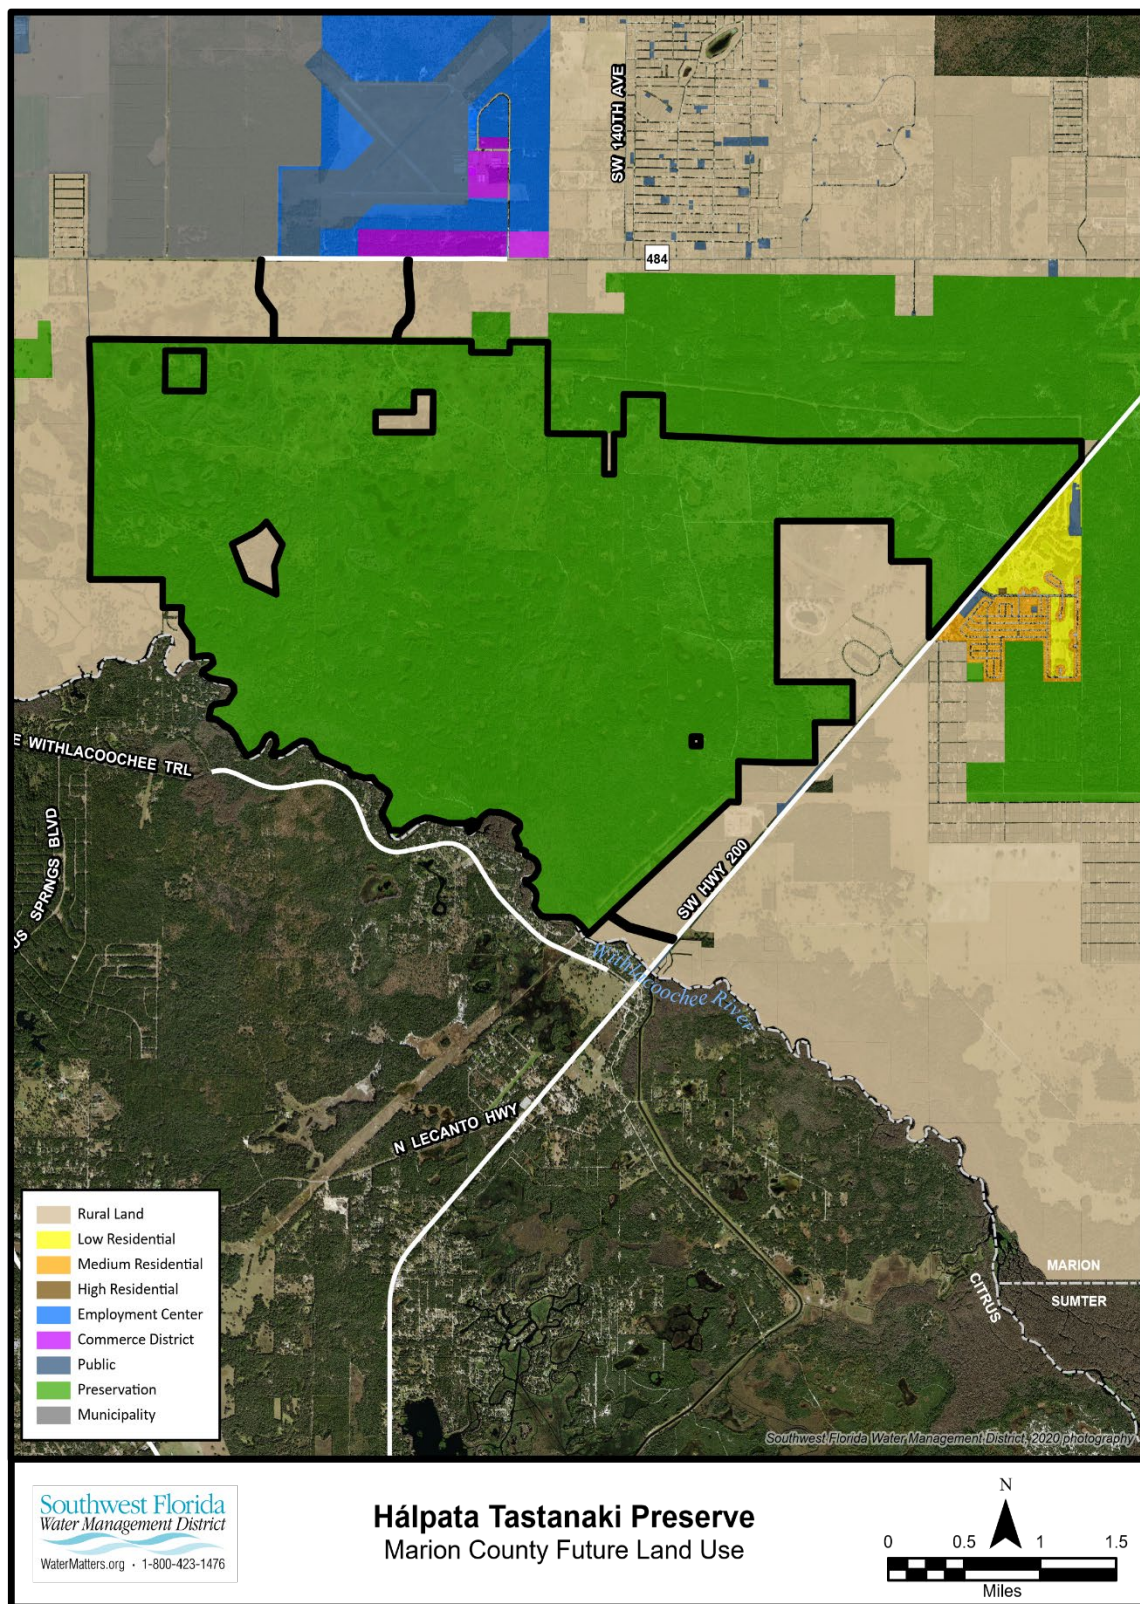 SW 140TH AVE
484
E WITHLACOOCHEE TRL
US SPRINGS BLVD
SW HWY 200
Withlacoochee River
N LECANTO HWY
MARION
CITRUS
SUMTER
Rural Land
Low Residential
Medium Residential
High Residential
Employment Center
Commerce District
Public
Preservation
Municipality
Southwest Florida Water Management District, 2020 photography
Southwest Florida
Water Management District
WaterMatters.org · 1-800-423-1476
Hálpata Tastanaki Preserve
Marion County Future Land Use
N
0 0.5 1 1.5
Miles